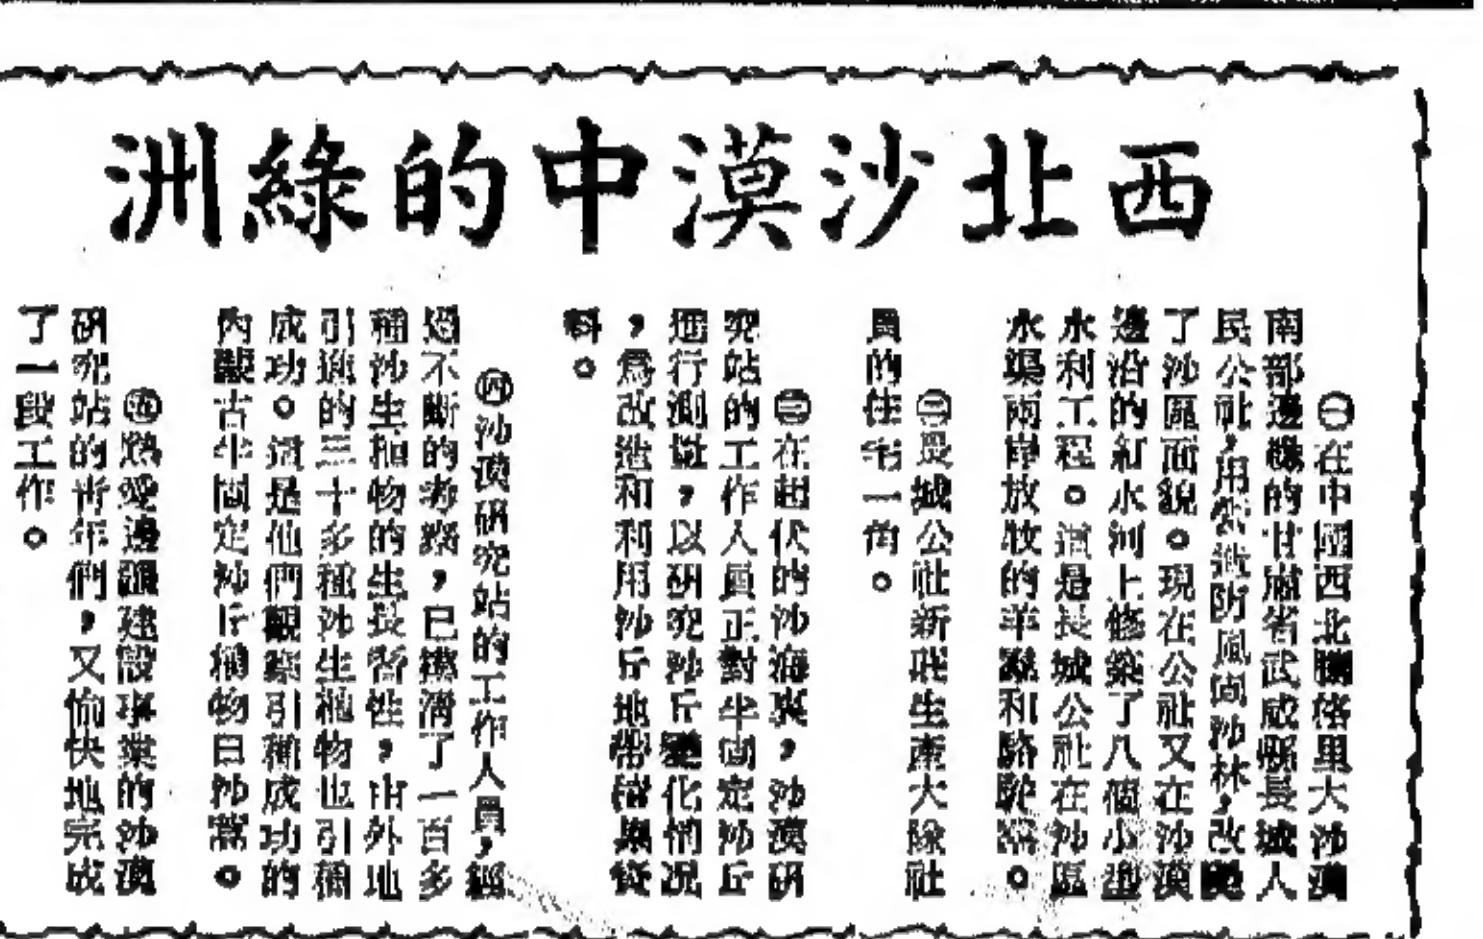 西北沙漠中的綠洲
㊀在中國西北騰格里大沙漠
南部邊緣的甘肅省武威縣長城人
民公社,用營造防風固沙林,改變
了沙區面貌。現在公社又在沙漠
邊沿的紅水河上修築了八個小型
水利工程。這是長城公社在沙區
水渠兩岸放牧的羊羣和駱駝羣。
㊁長城公社新民生產大隊社
員的住宅一角。
㊂在起伏的沙海裏,沙漠研
究站的工作人員正對半固定沙丘
進行測量,以研究沙丘變化情況
,爲改造和利用沙丘地帶積集資
料。
㊃沙漠研究站的工作人員,經
過不斷的考察,已摸清了一百多
種沙生植物的生長習性,由外地
引進的三十多種沙生植物也引種
成功。這是他們觀察引種成功的
內蒙古半固定沙丘植物白沙蒿。
㊄熱愛邊疆建設事業的沙漠
研究站的青年們,又愉快地完成
了一段工作。